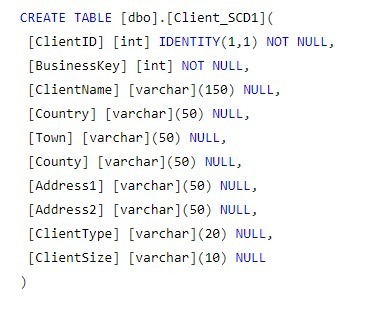 CREATE TABLE [dbo].[Client_SCD1](
[ClientID] [int] IDENTITY(1,1) NOT NULL,
[BusinessKey] [int] NOT NULL,
[ClientName] [varchar](150) NULL,
[Country] [varchar](50) NULL,
[Town] [varchar](50) NULL,
[County] [varchar](50) NULL,
[Address1] [varchar](50) NULL,
[Address2] [varchar](50) NULL,
[ClientType] [varchar](20) NULL,
[ClientSize] [varchar](10) NULL
)